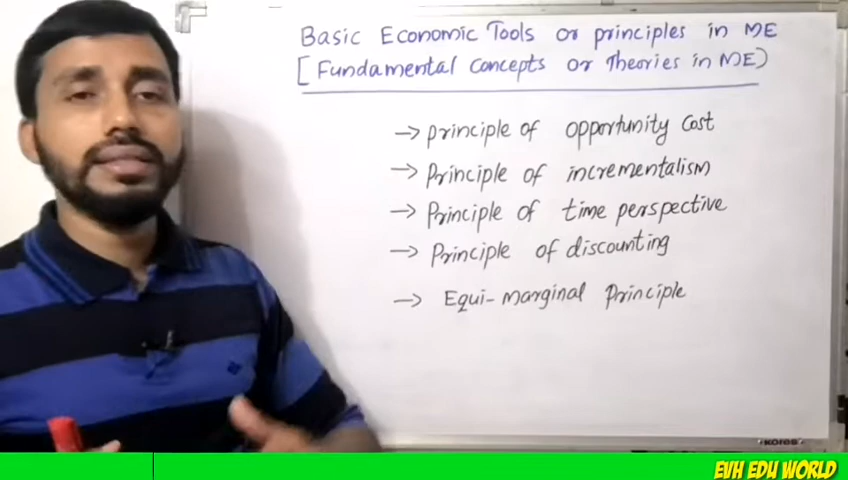 Basic Economic Tools or principles in ME
[Fundamental Concepts or Theories in ME)
→ principle of opportunity cost
→ Principle of incrementalism
→ Principle of time perspective
→ Principle of discounting
→ Equi-marginal Principle
KORES
EVH EDU WORLD